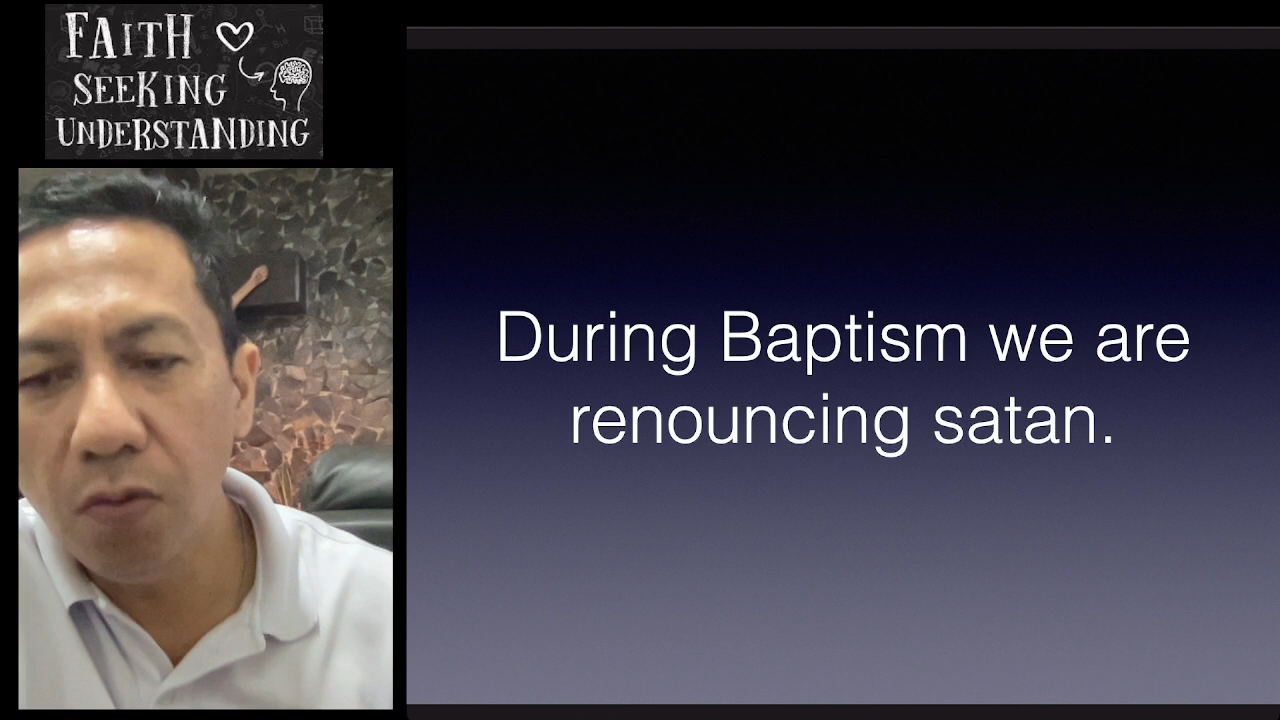 FAITH
SEEKING
UNDERSTANDING
During Baptism we are
renouncing satan.